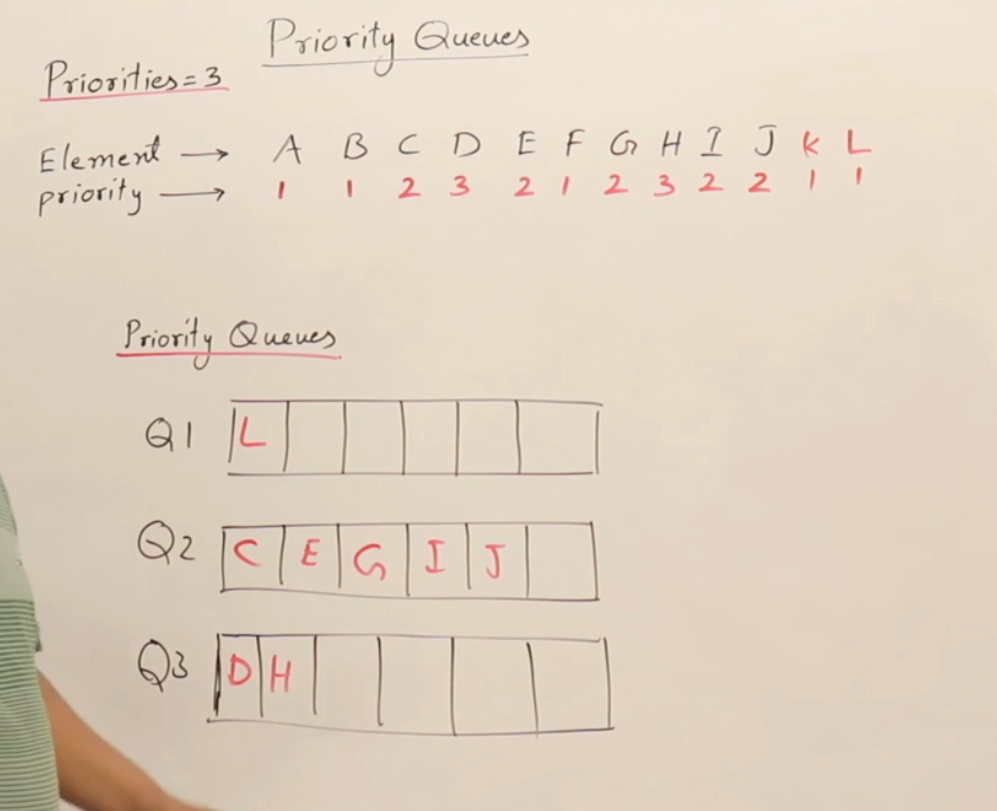 Priority Queues
Priorities=3
Element → A B C D E F G H I J K L
priority → 1 1 2 3 2 1 2 3 2 2 1 1
Priority Queues
Q1 L
Q2 C E G I J
Q3 D H